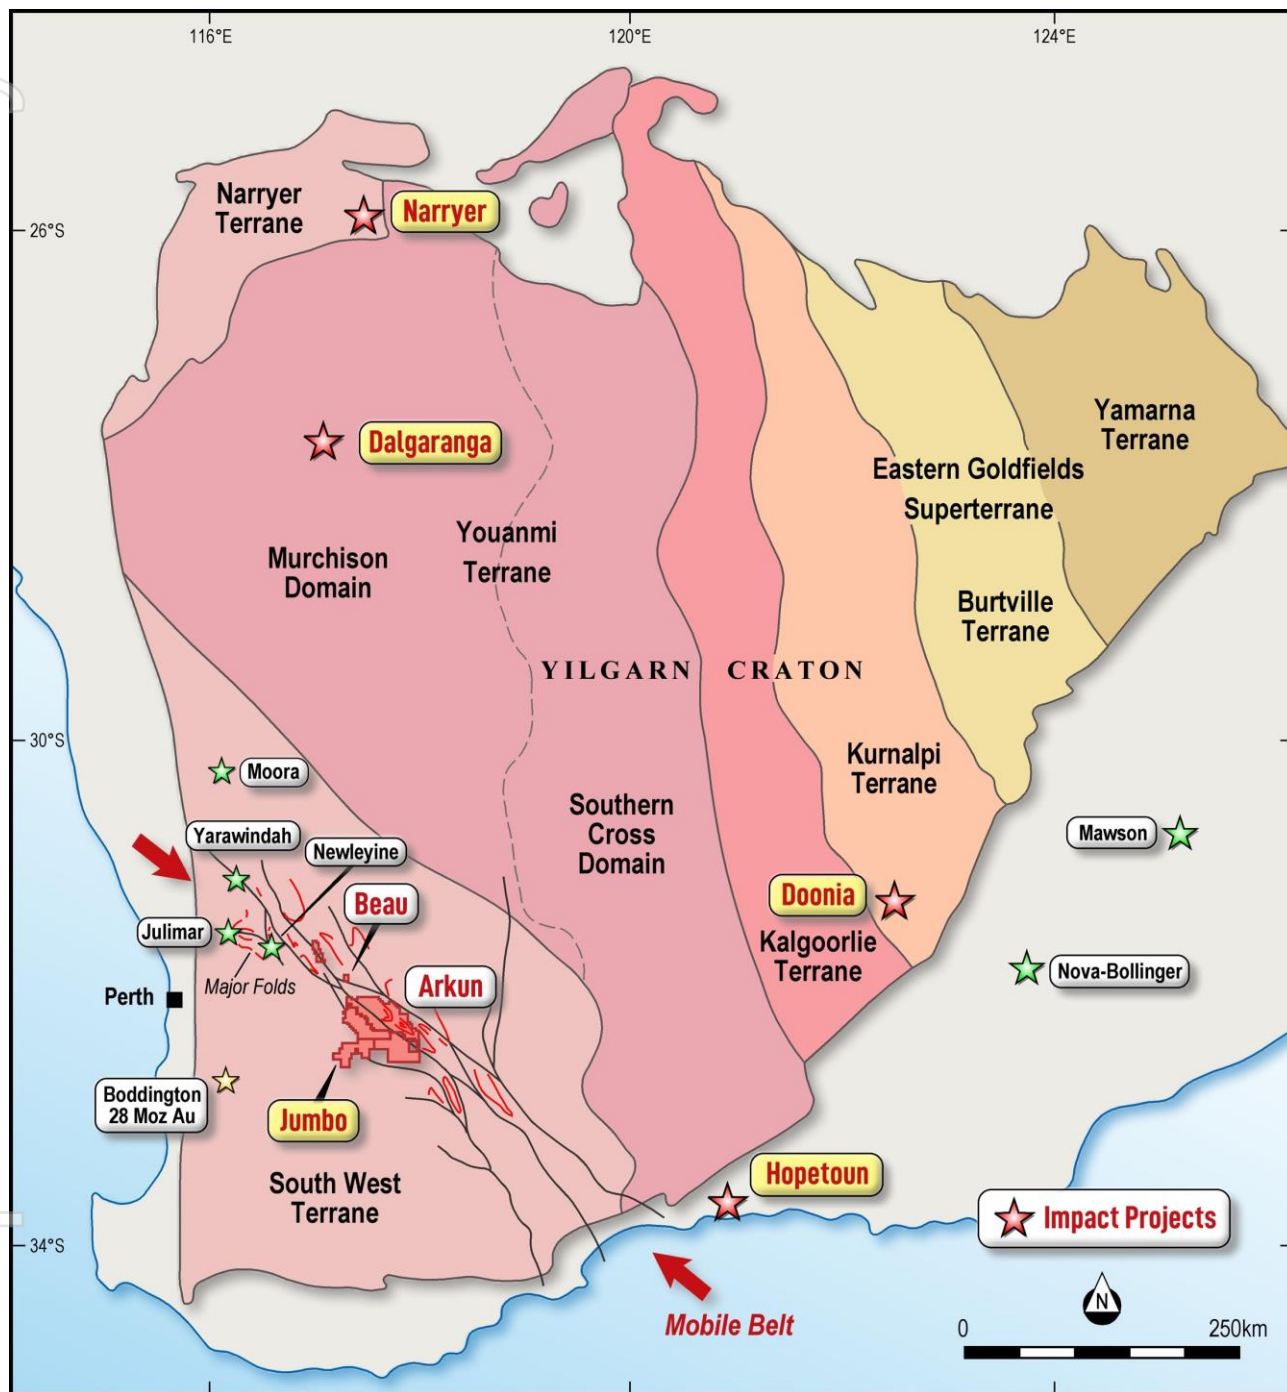 116°E
120°E
124°E
Narryer
Terrane
Narryer
26°S
Yamarna
Terrane
Dalgaranga
Eastern Goldfields
Superterrane
Youanmi
Terrane
Murchison
Domain
Burtville
Terrane
YILGARN CRATON
30°S
Kurnalpi
Terrane
Moora
Southern
Cross
Domain
Yarawindah
Newleyine
Mawson
Beau
Doonia
Julimar
Kalgoorlie
Terrane
Nova-Bollinger
Major Folds
Arkun
Perth
Boddington
28 Moz Au
Jumbo
Hopetoun
South West
Terrane
Impact Projects
34°S
N
Mobile Belt
0
250km